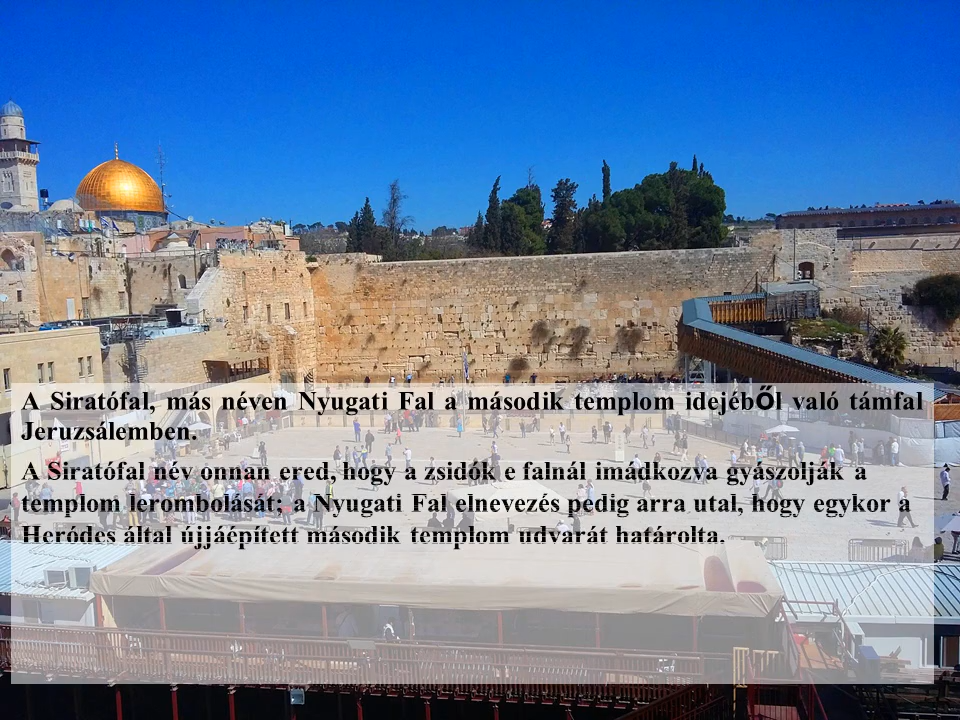 A Siratófal, más néven Nyugati Fal a második templom idejéből való támfal
Jeruzsálemben.
A Siratófal név onnan ered, hogy a zsidók e falnál imádkozva gyászolják a
templom lerombolását; a Nyugati Fal elnevezés pedig arra utal, hogy egykor a
Heródes által újjáépített második templom udvarát határolta.